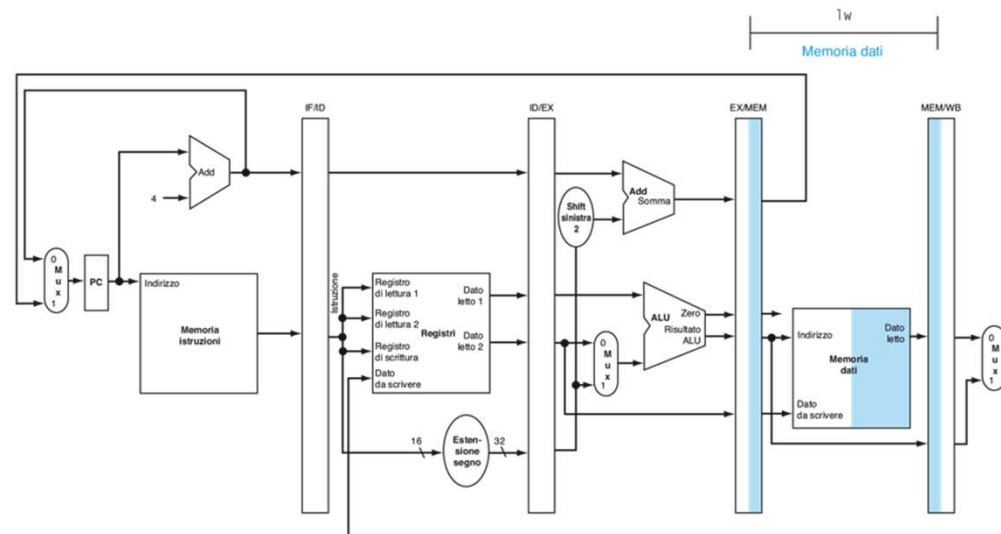 lw
Memoria dati
IF/ID
ID/EX
EX/MEM
MEM/WB
Add
4
Shift
sinistra
2
Add
Somma
0
M
u
x
1
PC
Indirizzo
Memoria
istruzioni
Istruzione
Registro
di lettura 1
Registro
di lettura 2
Registro
di scrittura
Dato
da scrivere
Registri
Dato
letto 1
Dato
letto 2
16
Esten-
sione
segno
32
0
M
u
x
1
ALU
Zero
Risultato
ALU
Indirizzo
Dato
letto
Memoria
dati
Dato
da scrivere
0
M
u
x
1